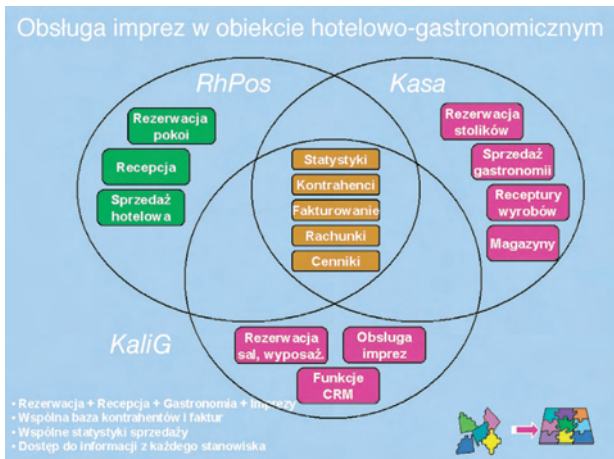 Obsługa imprez w obiekcie hotelowo-gastronomicznym
RhPos
Kasa
Rezerwacja
pokoi
Recepcja
Sprzedaż
hotelowa
Statystyki
Kontrahenci
Fakturowanie
Rachunki
Cenniki
Rezerwacja
stolików
Sprzedaż
gastronomii
Receptury
wyrobów
Magazyny
KaliG
Rezerwacja
sal, wyposaż.
Obsługa
imprez
Funkcje
CRM
• Rezerwacja + Recepcja + Gastronomia + Imprezy
• Wspólna baza kontrahentów i faktur
• Wspólne statystyki sprzedaży
• Dostęp do informacji z każdego stanowiska